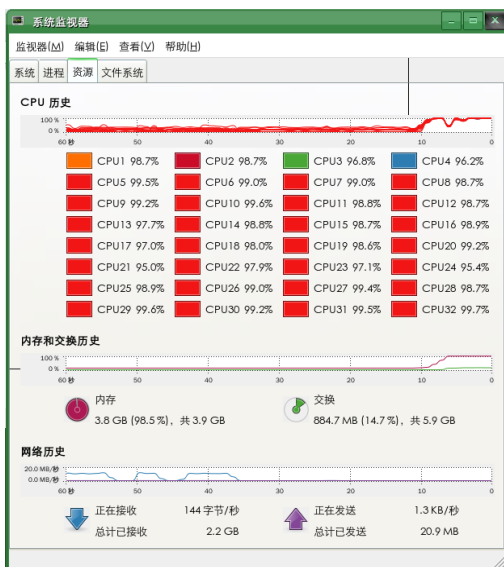 系统监视器
监视器(M) 编辑(E) 查看(V) 帮助(H)
系统 进程 资源 文件系统
CPU 历史
100 %
0 %
60 秒 50 40 30 20 10 0
CPU1 98.7% CPU2 98.7% CPU3 96.8% CPU4 96.2%
CPU5 99.5% CPU6 99.0% CPU7 99.0% CPU8 98.7%
CPU9 99.2% CPU10 99.6% CPU11 98.8% CPU12 98.7%
CPU13 97.7% CPU14 98.8% CPU15 98.7% CPU16 98.9%
CPU17 97.0% CPU18 98.0% CPU19 98.6% CPU20 99.2%
CPU21 95.0% CPU22 97.9% CPU23 97.1% CPU24 95.4%
CPU25 98.9% CPU26 99.0% CPU27 99.4% CPU28 98.7%
CPU29 99.6% CPU30 99.2% CPU31 99.5% CPU32 99.7%
内存和交换历史
100 %
0 %
60 秒 50 40 30 20 10 0
内存 交换
3.8 GB (98.5 %)，共 3.9 GB 884.7 MB (14.7 %)，共 5.9 GB
网络历史
20.0 MB/秒
0.0 MB/秒
60 秒 50 40 30 20 10 0
正在接收 144 字节/秒 正在发送 1.3 KB/秒
总计已接收 2.2 GB 总计已发送 20.9 MB